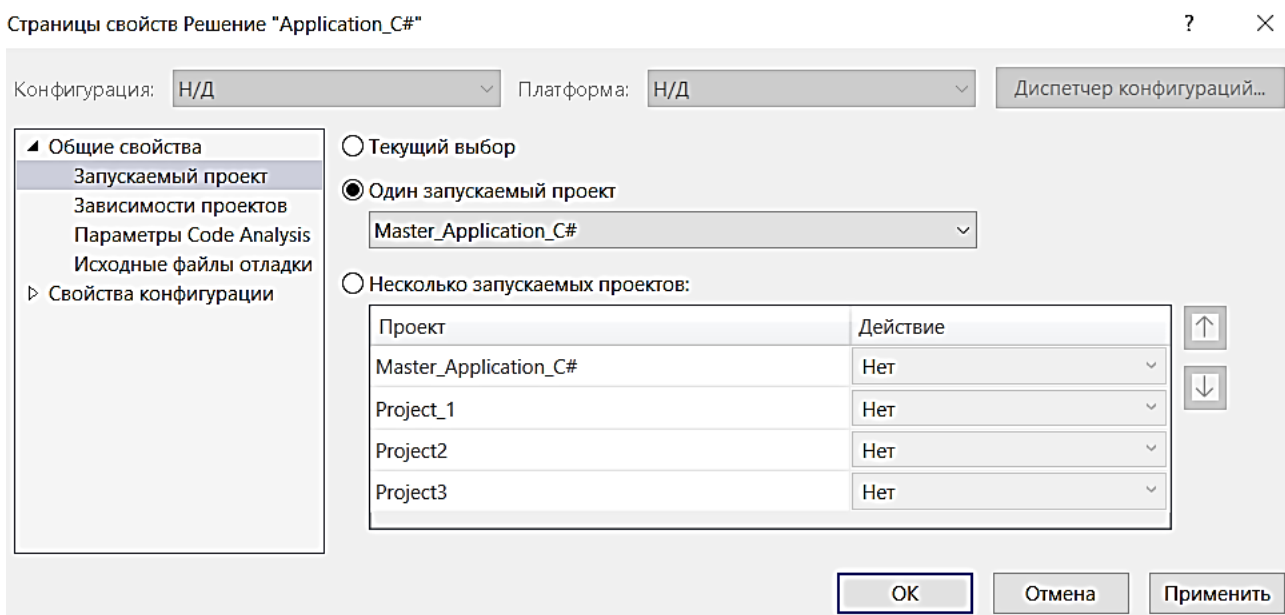 Страницы свойств Решение "Application_C#"
?
Конфигурация: Н/Д Платформа: Н/Д Диспетчер конфигураций...
Общие свойства
Запускаемый проект
Зависимости проектов
Параметры Code Analysis
Исходные файлы отладки
Свойства конфигурации
Текущий выбор
Один запускаемый проект
Master_Application_C#
Несколько запускаемых проектов:
Проект Действие
Master_Application_C# Нет
Project_1 Нет
Project2 Нет
Project3 Нет
ОК Отмена Применить